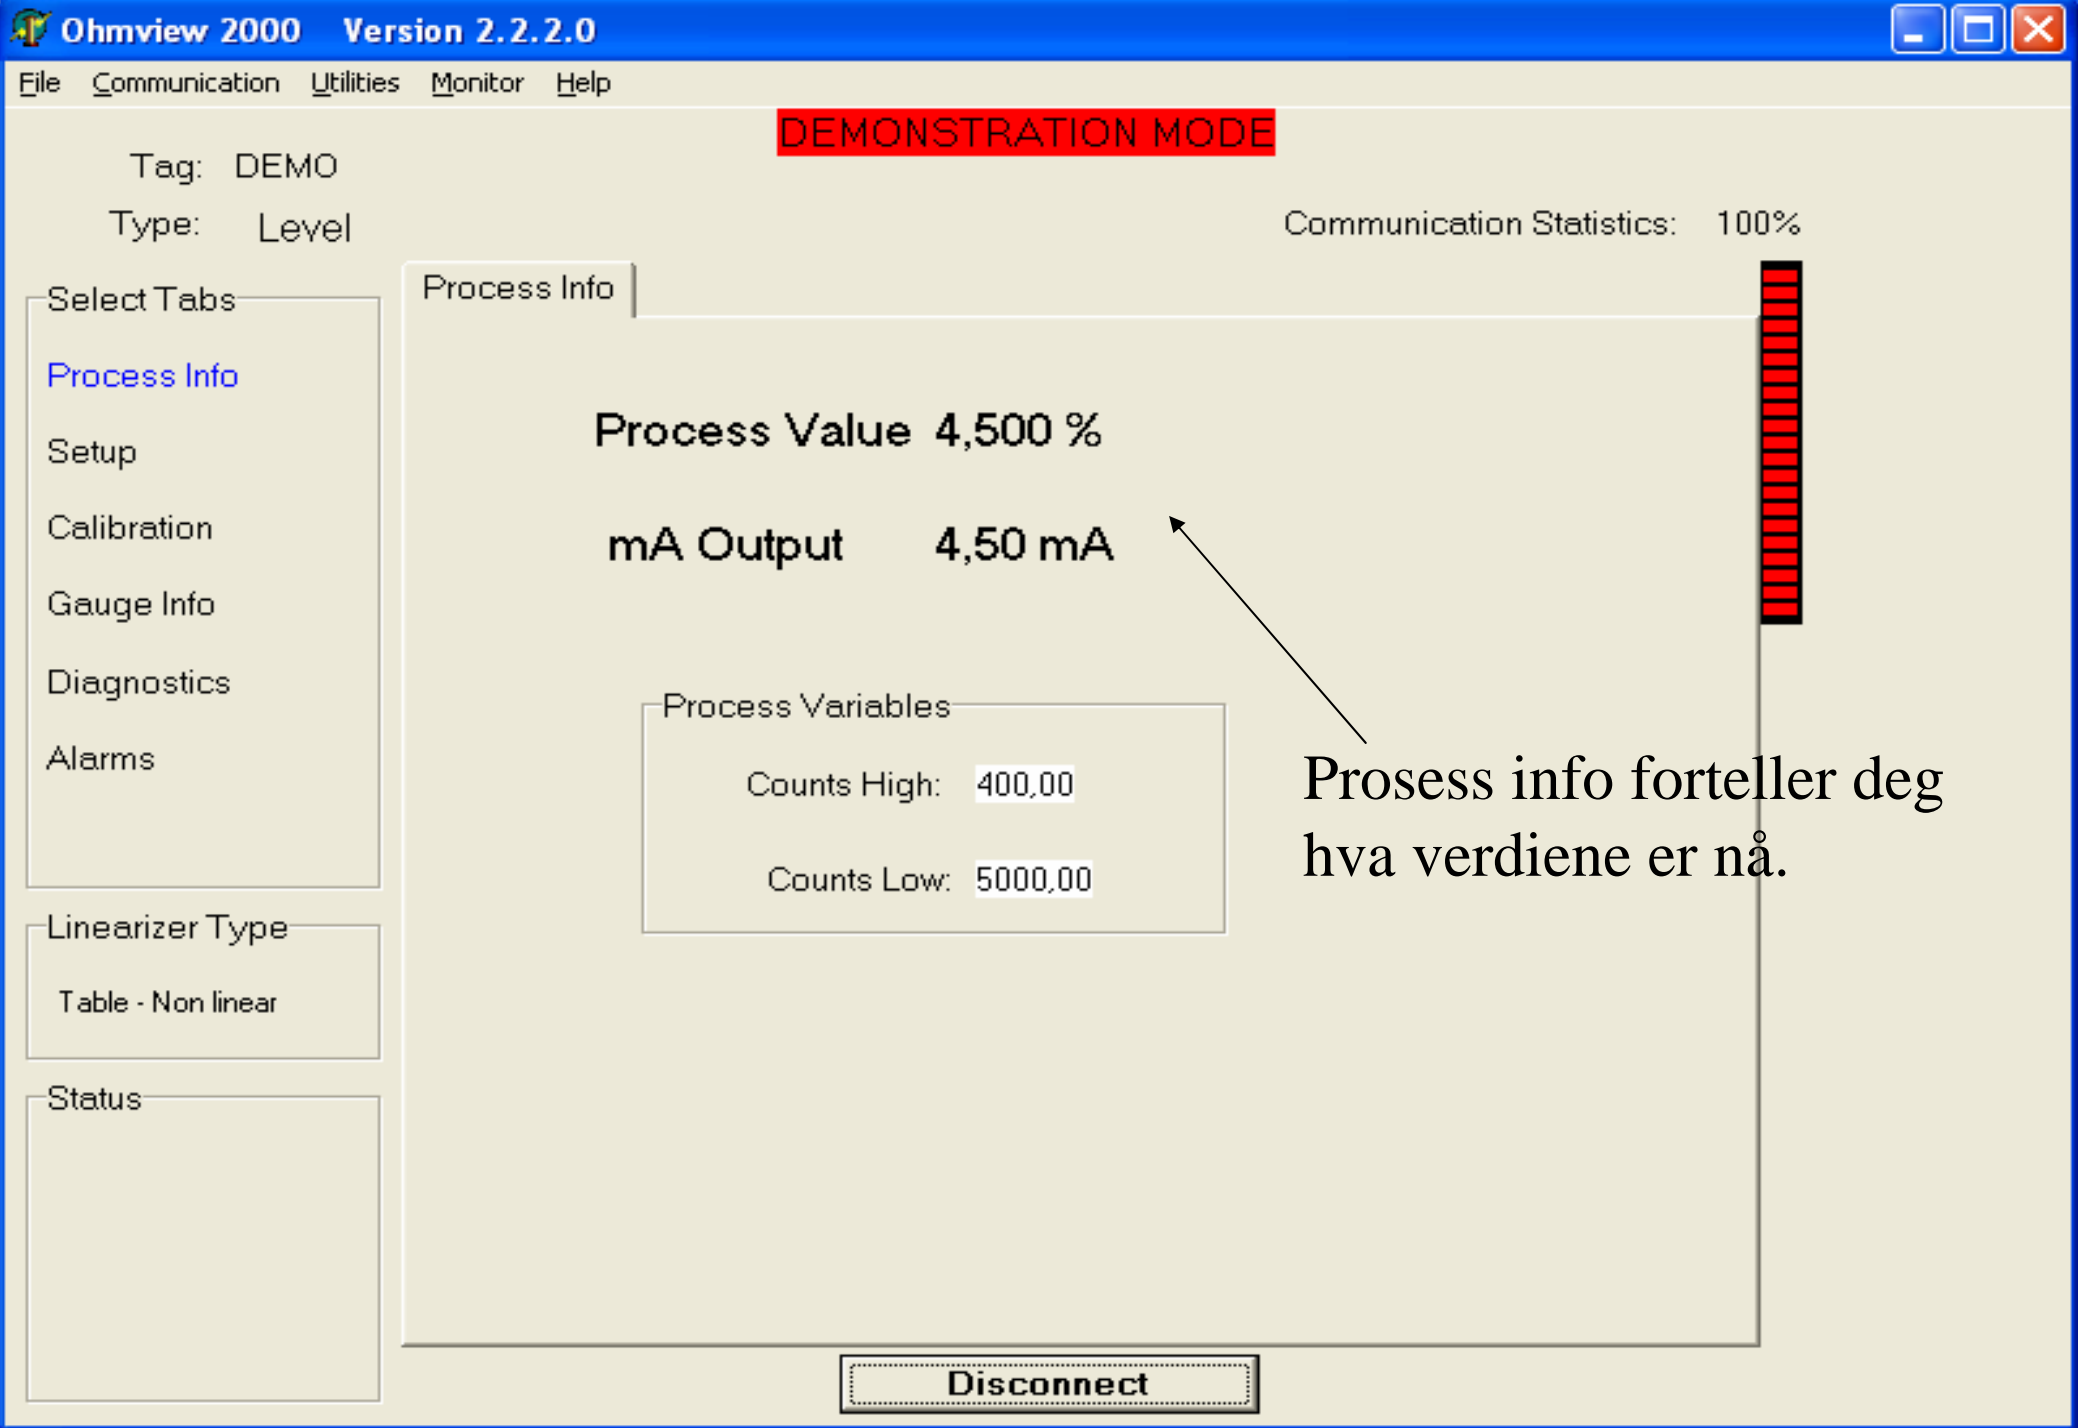 Ohmview 2000 Version 2.2.2.0
File Communication Utilities Monitor Help
DEMONSTRATION MODE
Tag: DEMO
Type: Level
Communication Statistics: 100%
Select Tabs
Process Info
Setup
Calibration
Gauge Info
Diagnostics
Alarms
Linearizer Type
Table - Non linear
Status
Process Info
Process Value 4,500 %
mA Output 4,50 mA
Process Variables
Counts High: 400,00
Counts Low: 5000,00
Prosess info forteller deg
hva verdiene er nå.
Disconnect